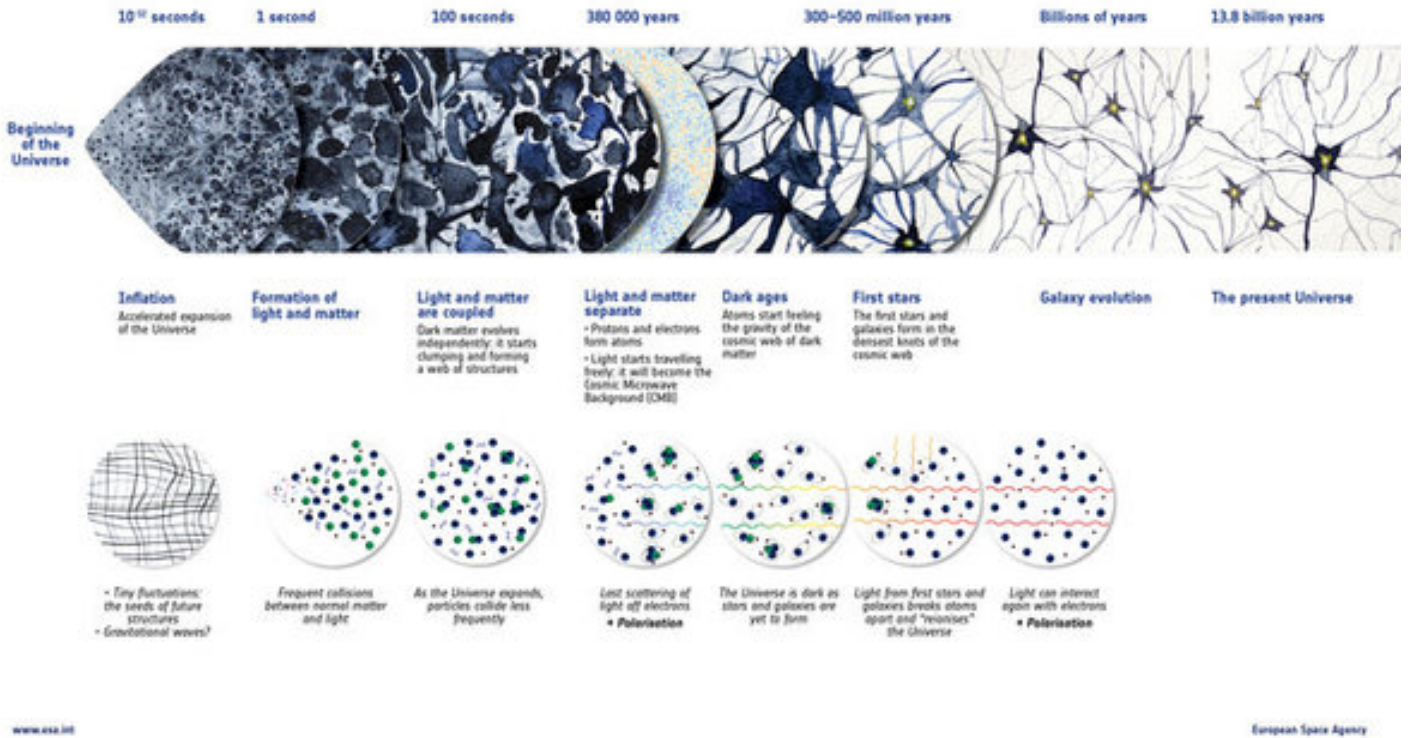 10⁻³² seconds
1 second
100 seconds
380 000 years
300–500 million years
Billions of years
13.8 billion years
Beginning
of the
Universe
Inflation
Accelerated expansion
of the Universe
Formation of
light and matter
Light and matter
are coupled
Dark matter evolves
independently: it starts
clumping and forming
a web of structures
Light and matter
separate
• Protons and electrons
form atoms
• Light starts travelling
freely: it will become the
Cosmic Microwave
Background (CMB)
Dark ages
Atoms start feeling
the gravity of the
cosmic web of dark
matter
First stars
The first stars and
galaxies form in the
densest knots of the
cosmic web
Galaxy evolution
The present Universe
• Tiny fluctuations:
the seeds of future
structures
• Gravitational waves?
Frequent collisions
between normal matter
and light
As the Universe expands,
particles collide less
frequently
Last scattering of
light off electrons
• Polarisation
The Universe is dark as
stars and galaxies are
yet to form
Light from first stars and
galaxies breaks atoms
apart and "reionises"
the Universe
Light can interact
again with electrons
• Polarisation
www.esa.int
European Space Agency